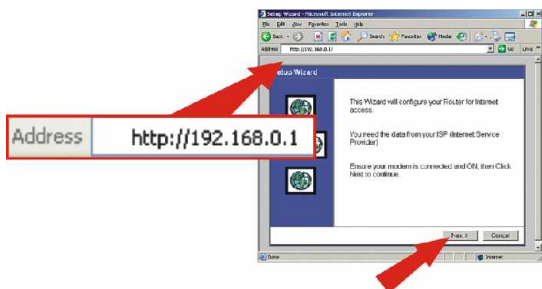 Setup Wizard - Microsoft Internet Explorer
File Edit View Favorites Tools Help
Back Search Favorites Media
Address http://192.168.0.1/ Go Links
etup Wizard
This Wizard will configure your Router for Internet
access.
You need the data from your ISP (Internet Service
Provider)
Address http://192.168.0.1
Ensure your modem is connected and ON, then Click
Next to continue.
Next > Cancel
Done Internet